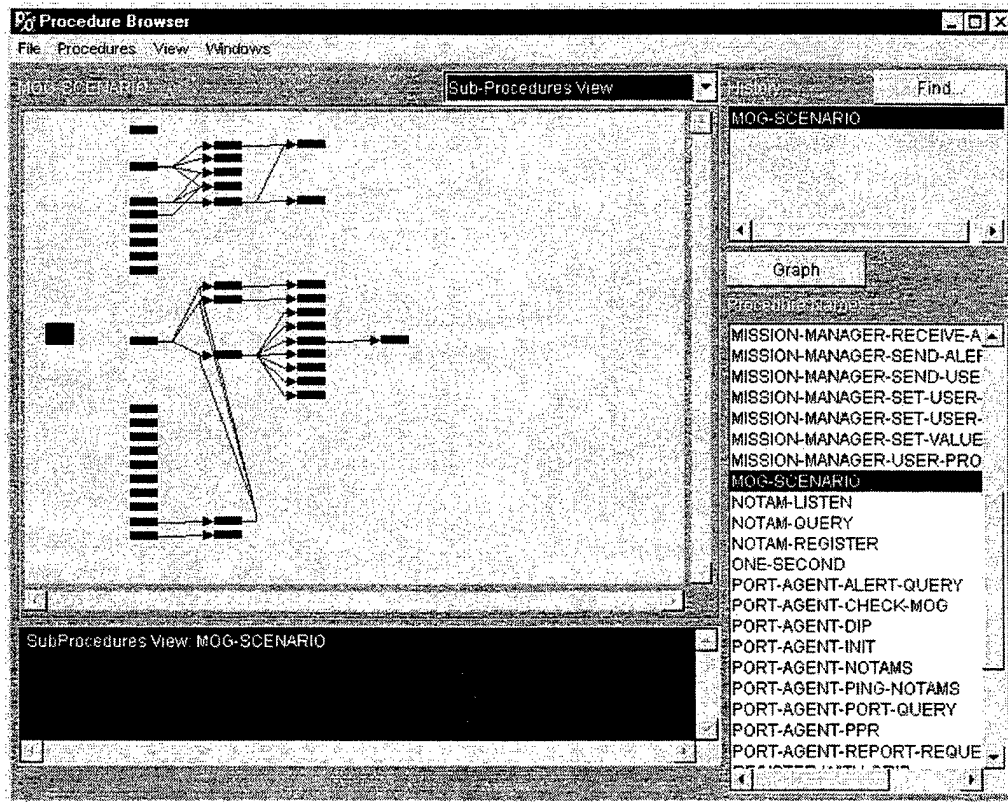 Procedure Browser
File Procedures View Windows
MOG-SCENARIO
Sub-Procedures View
History
Find...
MOG-SCENARIO
Graph
Procedure Names
MISSION-MANAGER-RECEIVE-A
MISSION-MANAGER-SEND-ALER
MISSION-MANAGER-SEND-USE
MISSION-MANAGER-SET-USER-
MISSION-MANAGER-SET-USER-
MISSION-MANAGER-SET-VALUE
MISSION-MANAGER-USER-PRO
MOG-SCENARIO
NOTAM-LISTEN
NOTAM-QUERY
NOTAM-REGISTER
ONE-SECOND
PORT-AGENT-ALERT-QUERY
PORT-AGENT-CHECK-MOG
PORT-AGENT-DIP
PORT-AGENT-INIT
PORT-AGENT-NOTAMS
PORT-AGENT-PING-NOTAMS
PORT-AGENT-PORT-QUERY
PORT-AGENT-PPR
PORT-AGENT-REPORT-REQUE
SubProcedures View: MOG-SCENARIO